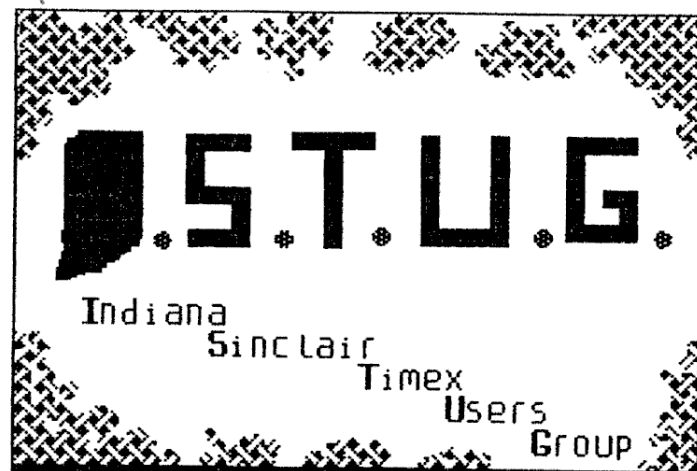 .S.T.U.G.
Indiana
Sinclair
Timex
Users
Group